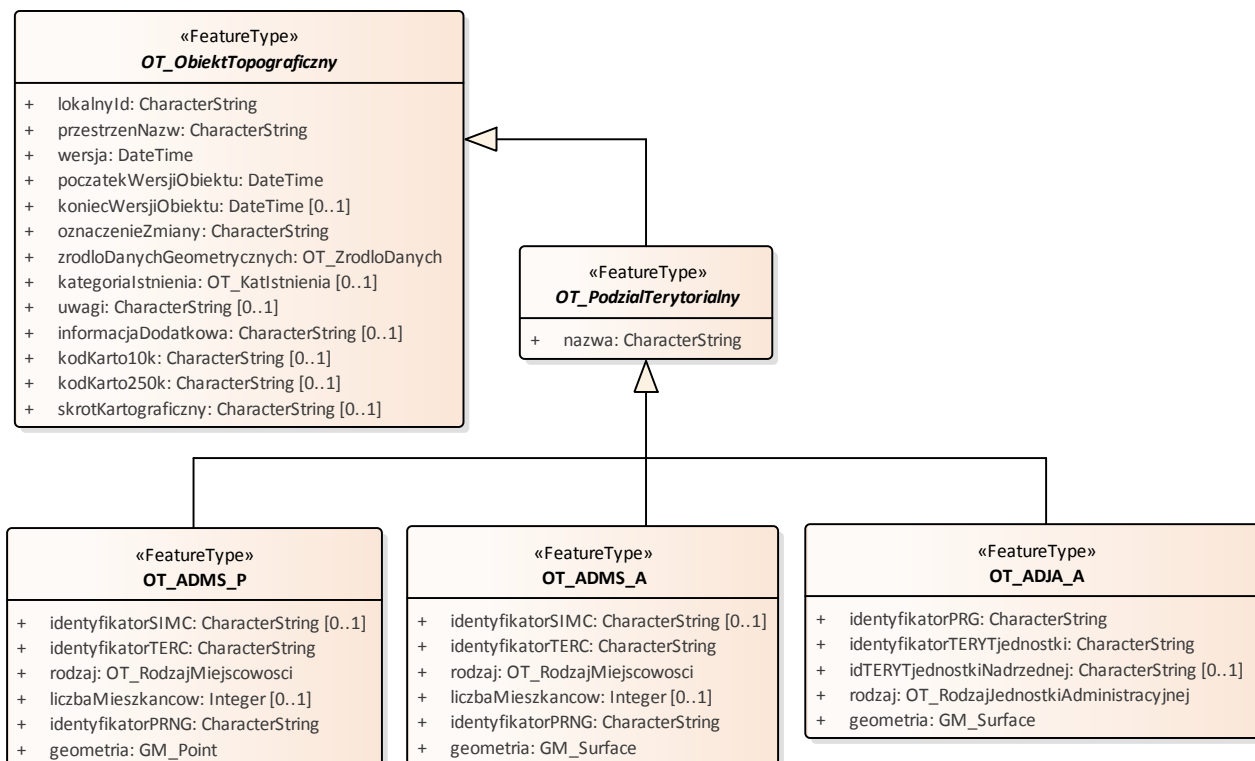 «FeatureType»
OT_ObiektTopograficzny
+ lokalnyId: CharacterString
+ przestrzenNazw: CharacterString
+ wersja: DateTime
+ poczatekWersjiObiektu: DateTime
+ koniecWersjiObiektu: DateTime [0..1]
+ oznaczenieZmiany: CharacterString
+ zrodloDanychGeometrycznych: OT_ZrodloDanych
+ kategoriaIstnienia: OT_KatIstnienia [0..1]
+ uwagi: CharacterString [0..1]
+ informacjaDodatkowa: CharacterString [0..1]
+ kodKarto10k: CharacterString [0..1]
+ kodKarto250k: CharacterString [0..1]
+ skrotKartograficzny: CharacterString [0..1]
«FeatureType»
OT_PodzialTerytorialny
+ nazwa: CharacterString
«FeatureType»
OT_ADMS_P
+ identyfikatorSIMC: CharacterString [0..1]
+ identyfikatorTERC: CharacterString
+ rodzaj: OT_RodzajMiejscowosci
+ liczbaMieszkancow: Integer [0..1]
+ identyfikatorPRNG: CharacterString
+ geometria: GM_Point
«FeatureType»
OT_ADMS_A
+ identyfikatorSIMC: CharacterString [0..1]
+ identyfikatorTERC: CharacterString
+ rodzaj: OT_RodzajMiejscowosci
+ liczbaMieszkancow: Integer [0..1]
+ identyfikatorPRNG: CharacterString
+ geometria: GM_Surface
«FeatureType»
OT_ADJA_A
+ identyfikatorPRG: CharacterString
+ identyfikatorTERYTjednostki: CharacterString
+ idTERYTjednostkiNadrzednej: CharacterString [0..1]
+ rodzaj: OT_RodzajJednostkiAdministracyjnej
+ geometria: GM_Surface